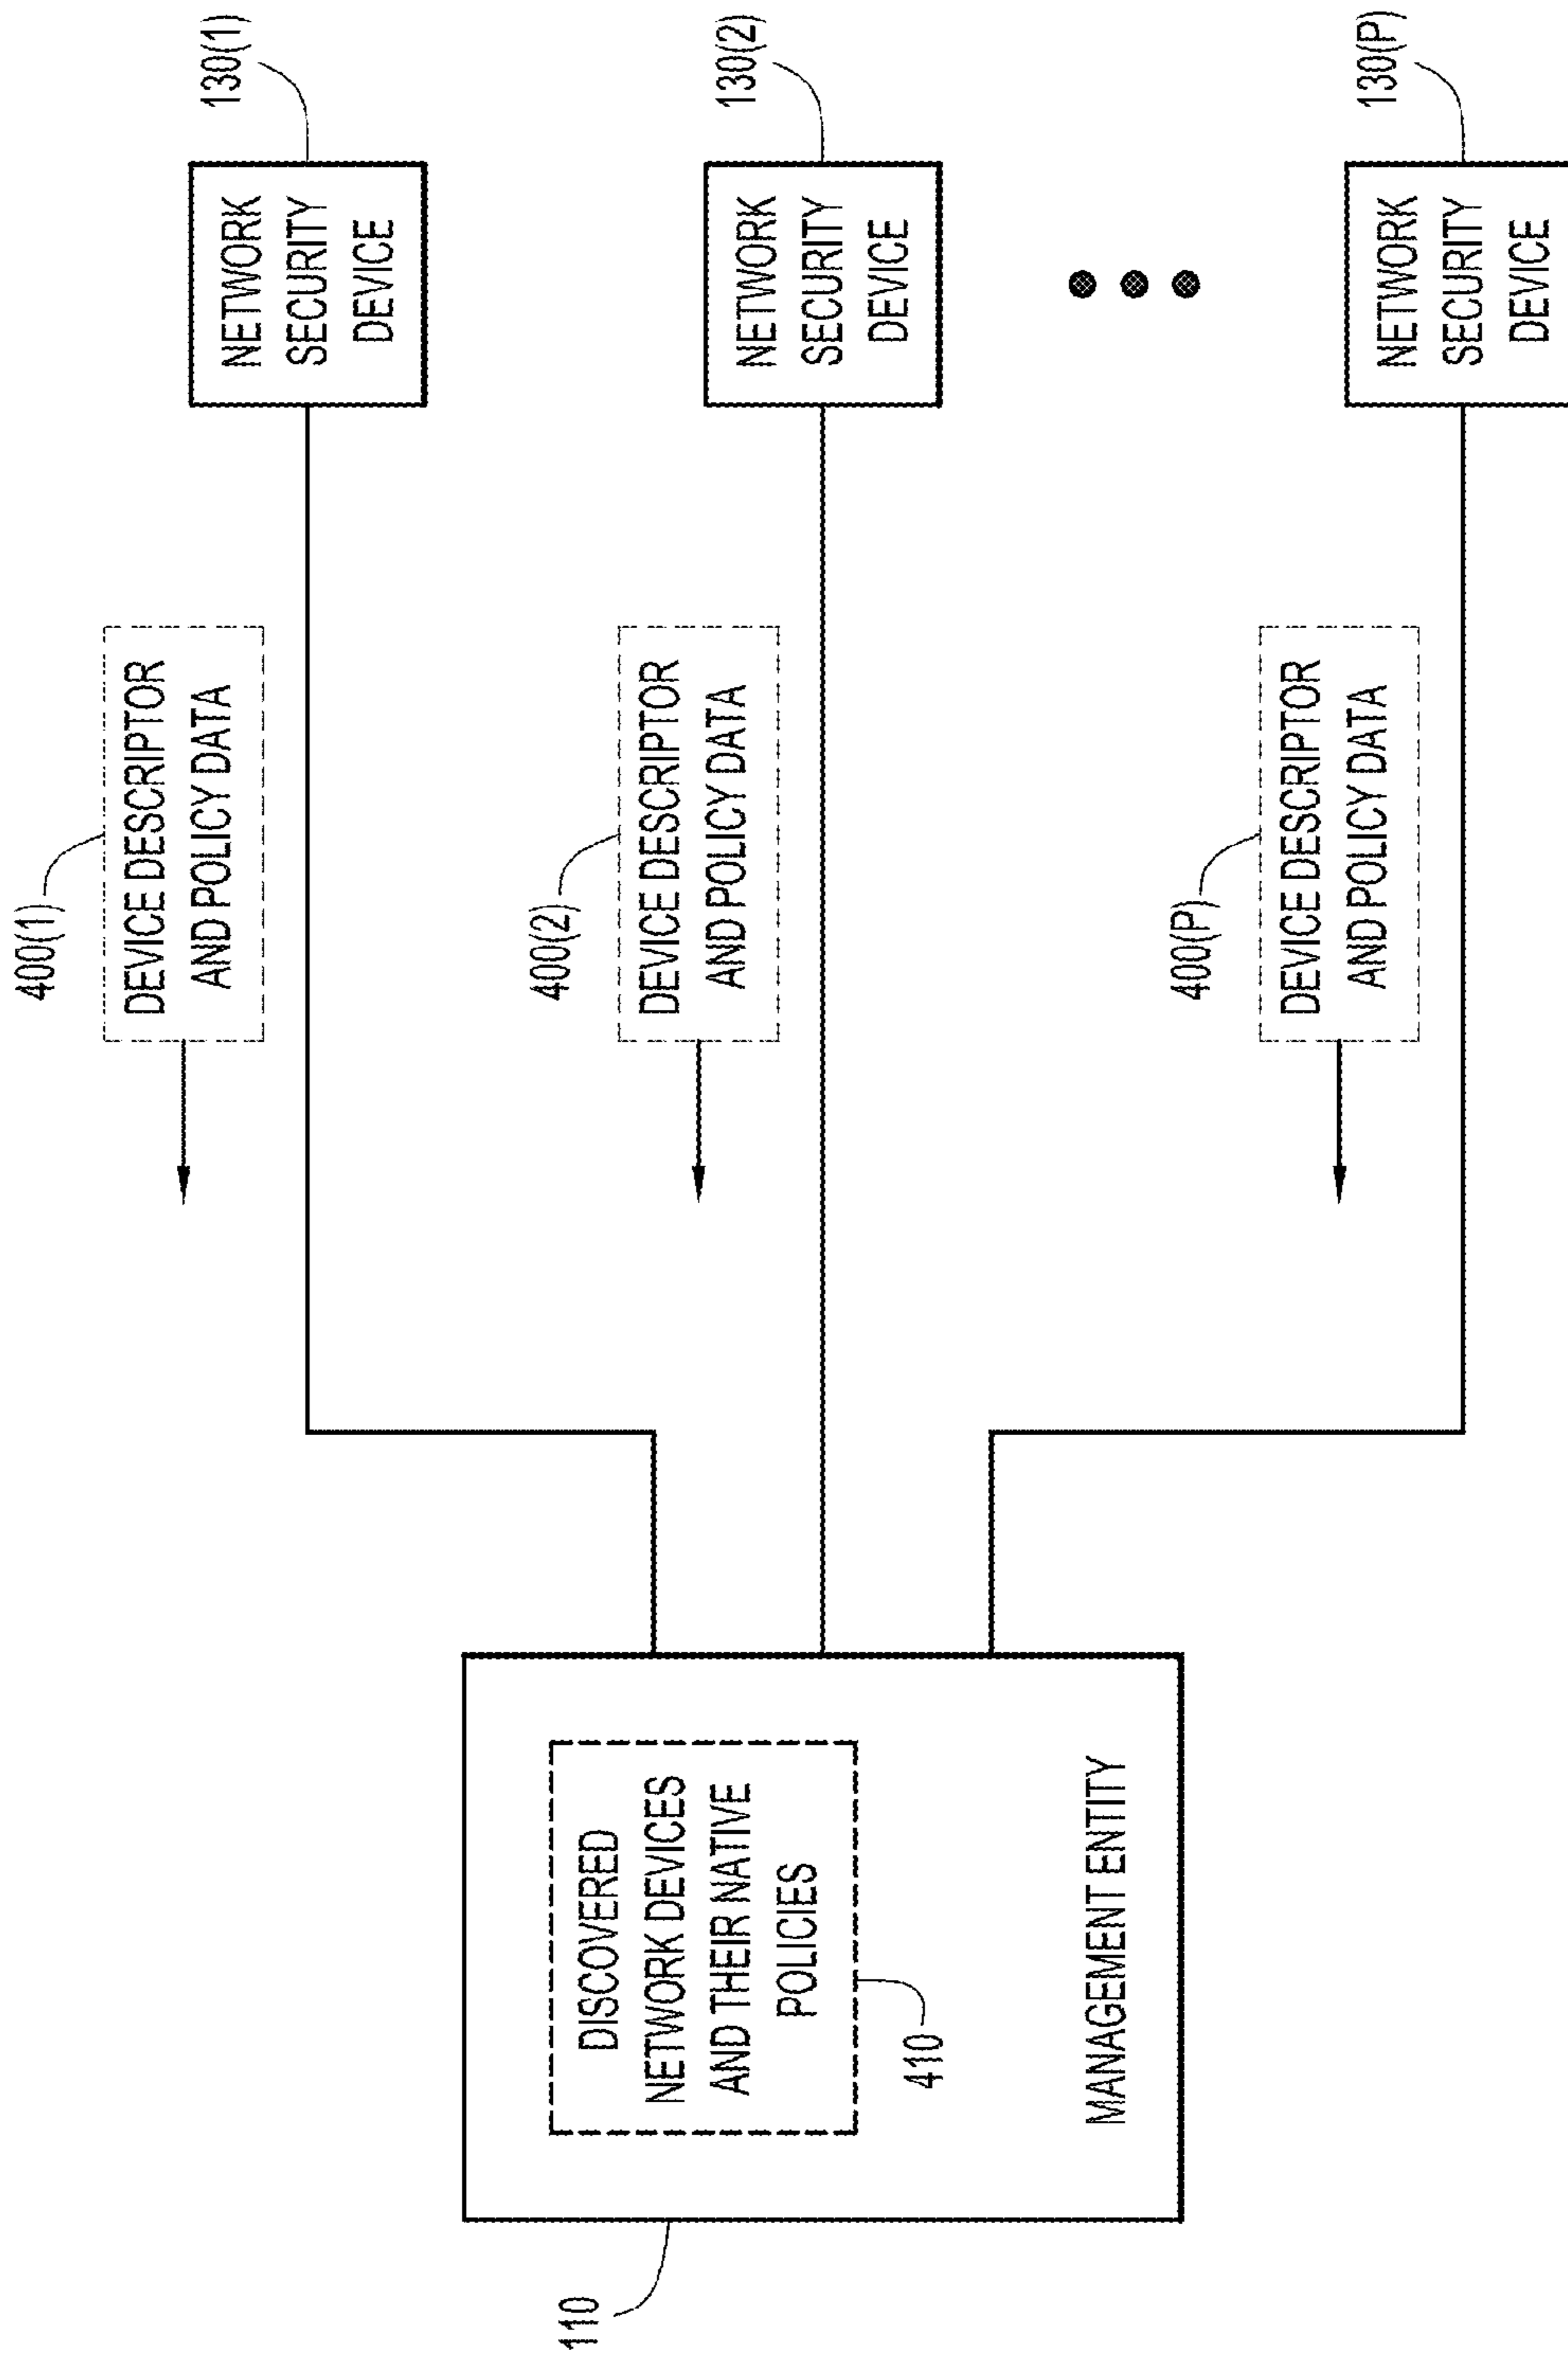 400(1)
DEVICE DESCRIPTOR
AND POLICY DATA
130(1)
NETWORK
SECURITY
DEVICE
400(2)
DEVICE DESCRIPTOR
AND POLICY DATA
130(2)
NETWORK
SECURITY
DEVICE
110
DISCOVERED
NETWORK DEVICES
AND THEIR NATIVE
POLICIES
410
MANAGEMENT ENTITY
400(P)
DEVICE DESCRIPTOR
AND POLICY DATA
130(P)
NETWORK
SECURITY
DEVICE